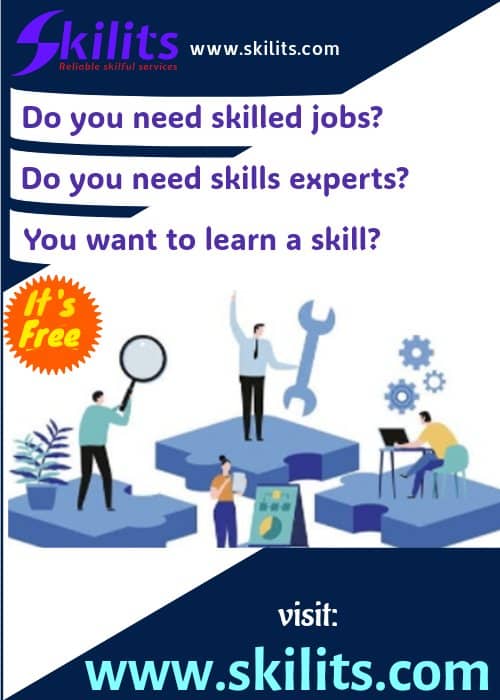 Skilits
Reliable skilful services
www.skilits.com
Do you need skilled jobs?
Do you need skills experts?
You want to learn a skill?
It's
Free
visit:
www.skilits.com